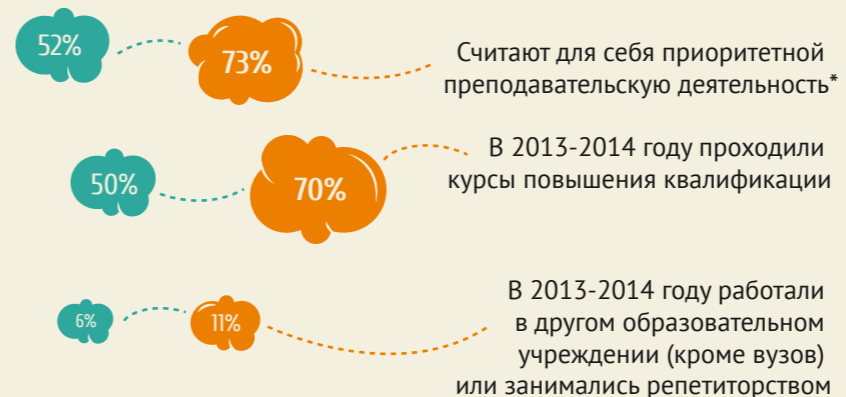 52%
73%
Считают для себя приоритетной
преподавательскую деятельность*
50%
70%
В 2013-2014 году проходили
курсы повышения квалификации
6%
11%
В 2013-2014 году работали
в другом образовательном
учреждении (кроме вузов)
или занимались репетиторством